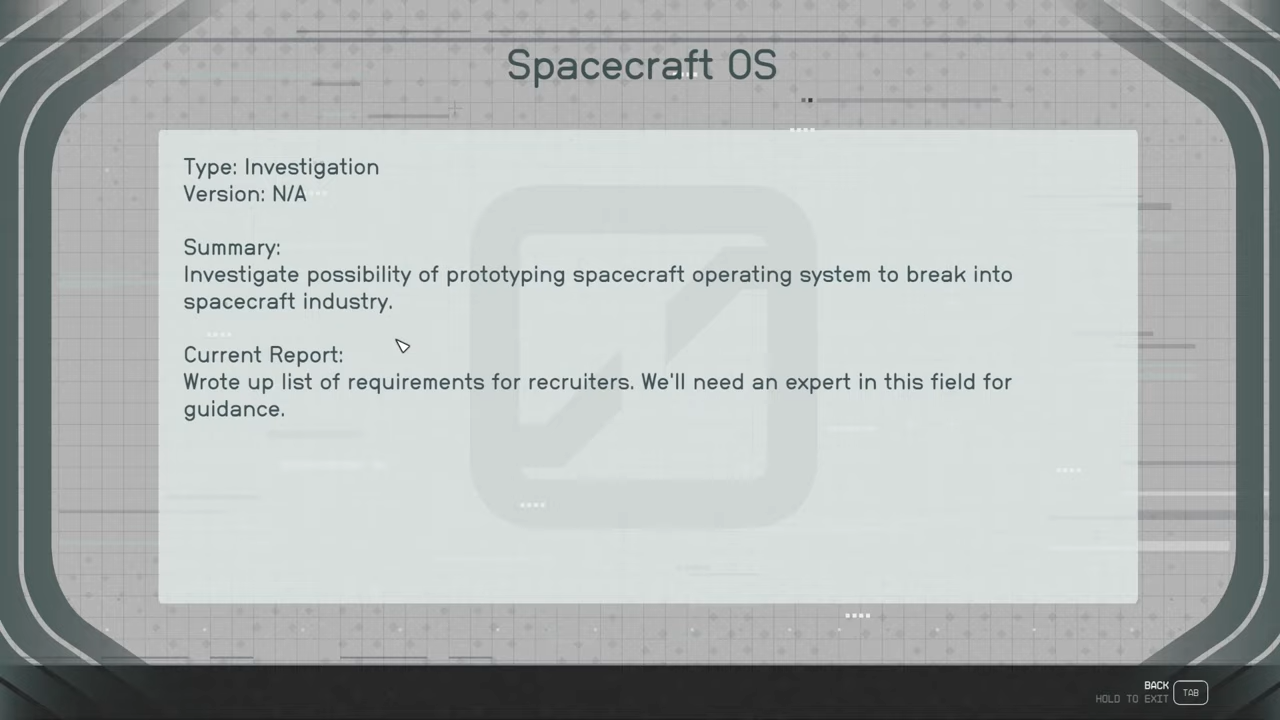 Spacecraft OS
Type: Investigation
Version: N/A
Summary:
Investigate possibility of prototyping spacecraft operating system to break into
spacecraft industry.
Current Report:
Wrote up list of requirements for recruiters. We'll need an expert in this field for
guidance.
BACK
HOLD TO EXIT
TAB